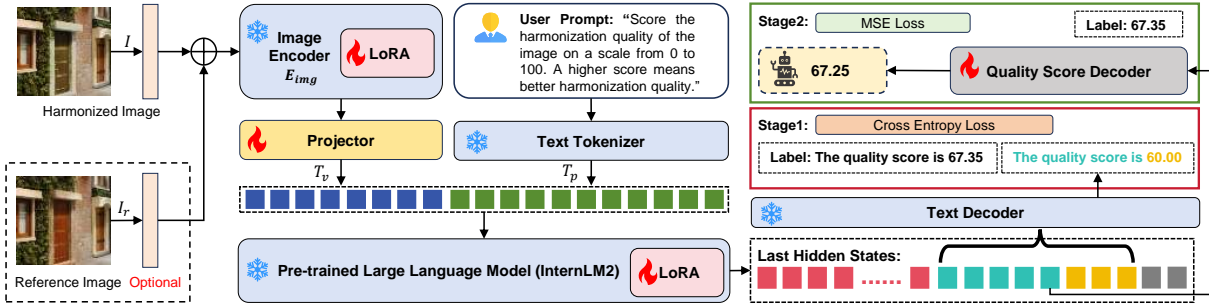 I
Harmonized Image
I_r
Reference Image Optional
Image
Encoder
E_img
LoRA
User Prompt: “Score the
harmonization quality of the
image on a scale from 0 to
100. A higher score means
better harmonization quality.”
Projector
Text Tokenizer
T_v
T_p
Pre-trained Large Language Model (InternLM2)
LoRA
Stage2:
MSE Loss
Label: 67.35
67.25
Quality Score Decoder
Stage1:
Cross Entropy Loss
Label: The quality score is 67.35
The quality score is 60.00
Text Decoder
Last Hidden States:
......